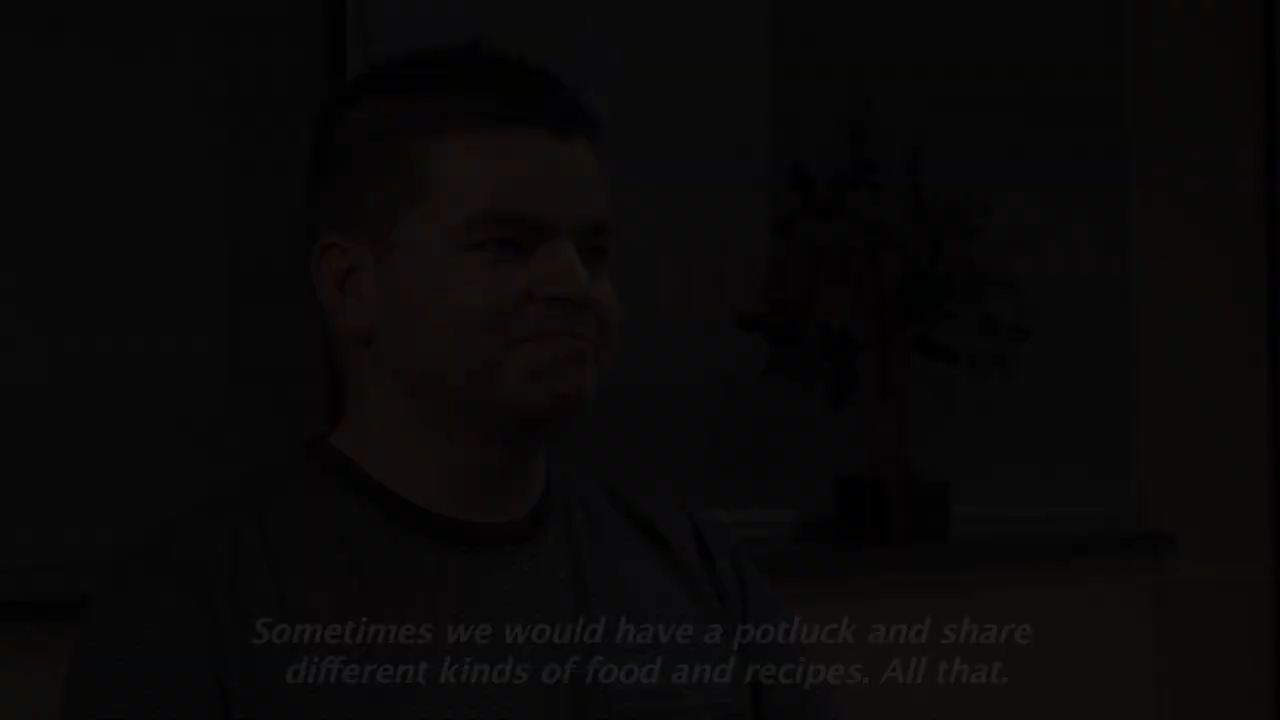 Sometimes we would have a potluck and share
different kinds of food and recipes. All that.